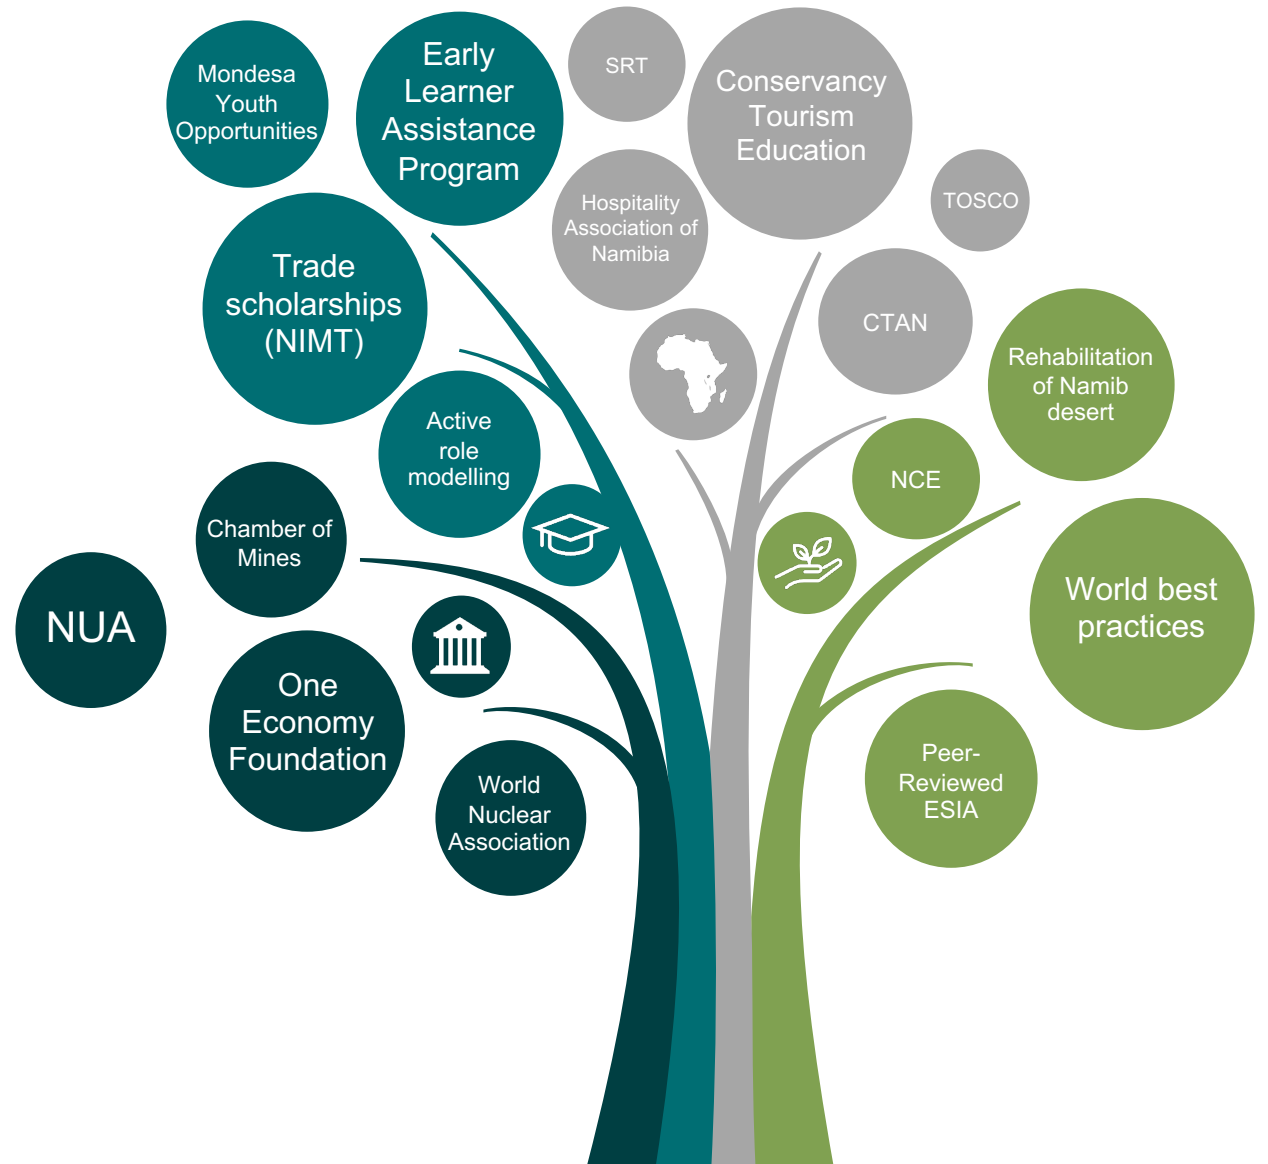 Mondesa
Youth
Opportunities
Early
Learner
Assistance
Program
SRT
Conservancy
Tourism
Education
Hospitality
Association of
Namibia
TOSCO
Trade
scholarships
(NIMT)
CTAN
Rehabilitation
of Namib
desert
Active
role
modelling
NCE
Chamber of
Mines
NUA
World best
practices
One
Economy
Foundation
World
Nuclear
Association
Peer-
Reviewed
ESIA